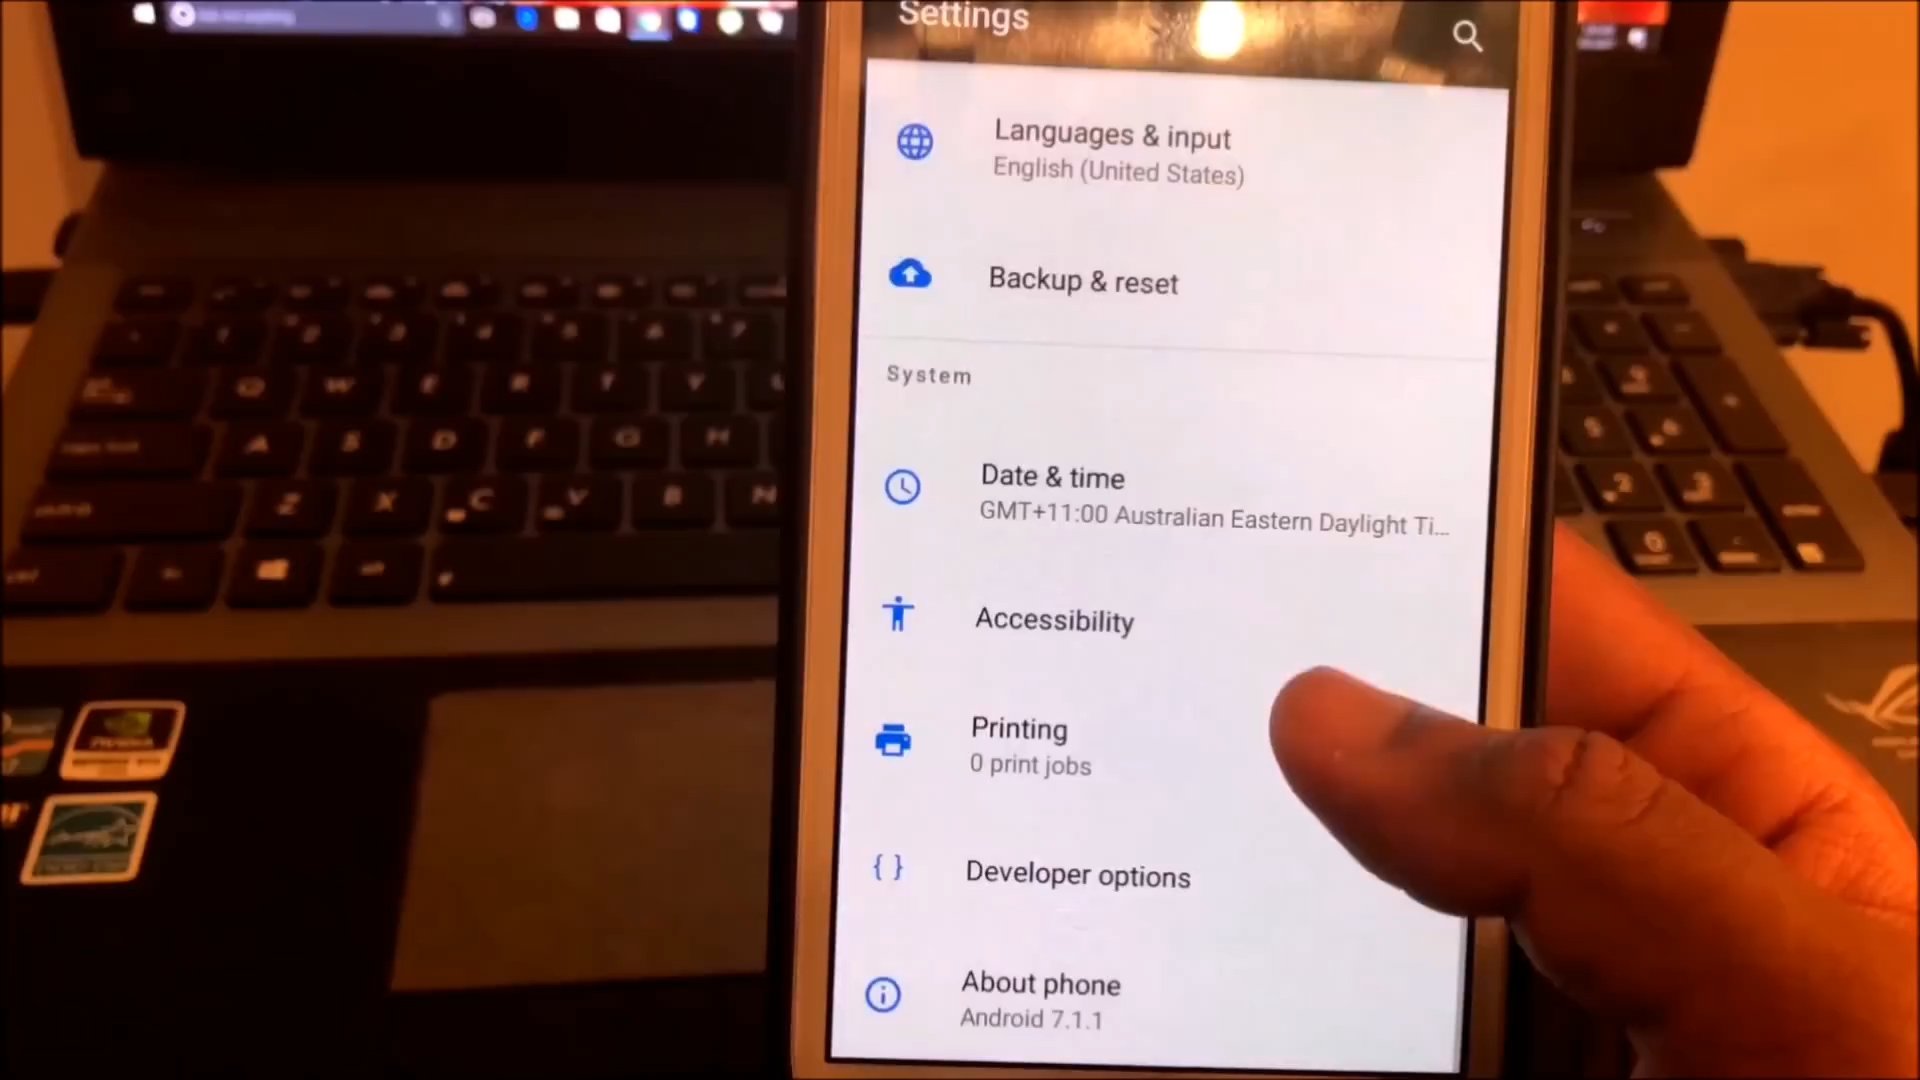 Settings
Languages & input
English (United States)
Backup & reset
System
Date & time
GMT+11:00 Australian Eastern Daylight Ti...
Accessibility
Printing
0 print jobs
Developer options
About phone
Android 7.1.1
Q W E R T Y
A S D F G H
Z X C V B N